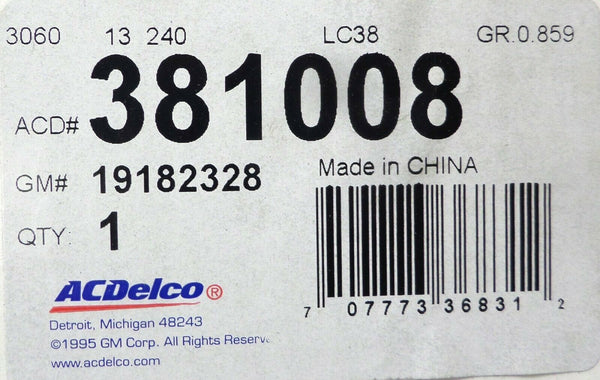 3060 13 240 LC38 GR.0.859
ACD# 381008
GM# 19182328
Made in CHINA
QTY: 1
7 07773 36831 2
ACDelco®
Detroit, Michigan 48243
©1995 GM Corp. All Rights
www.acdelco.com